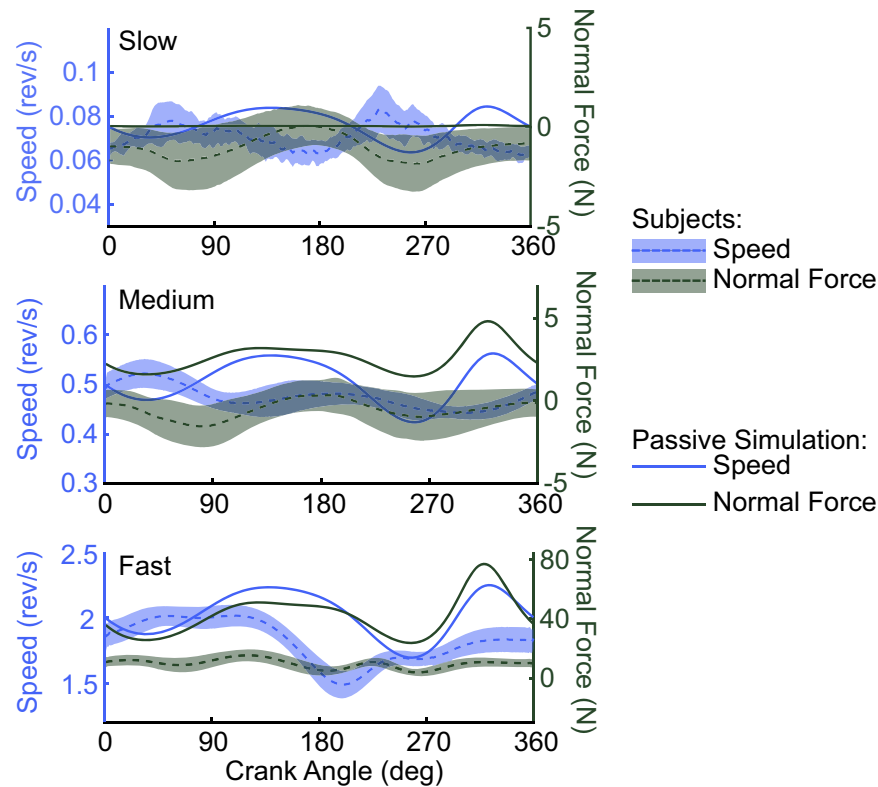 Slow
Speed (rev/s)
0.1
0.08
0.06
0.04
5
0
-5
Normal Force (N)
0 90 180 270 360
Medium
Speed (rev/s)
0.6
0.5
0.4
0.3
5
0
-5
Normal Force (N)
0 90 180 270 360
Fast
Speed (rev/s)
2.5
2
1.5
80
40
0
Normal Force (N)
0 90 180 270 360
Crank Angle (deg)
Subjects:
Speed
Normal Force
Passive Simulation:
Speed
Normal Force